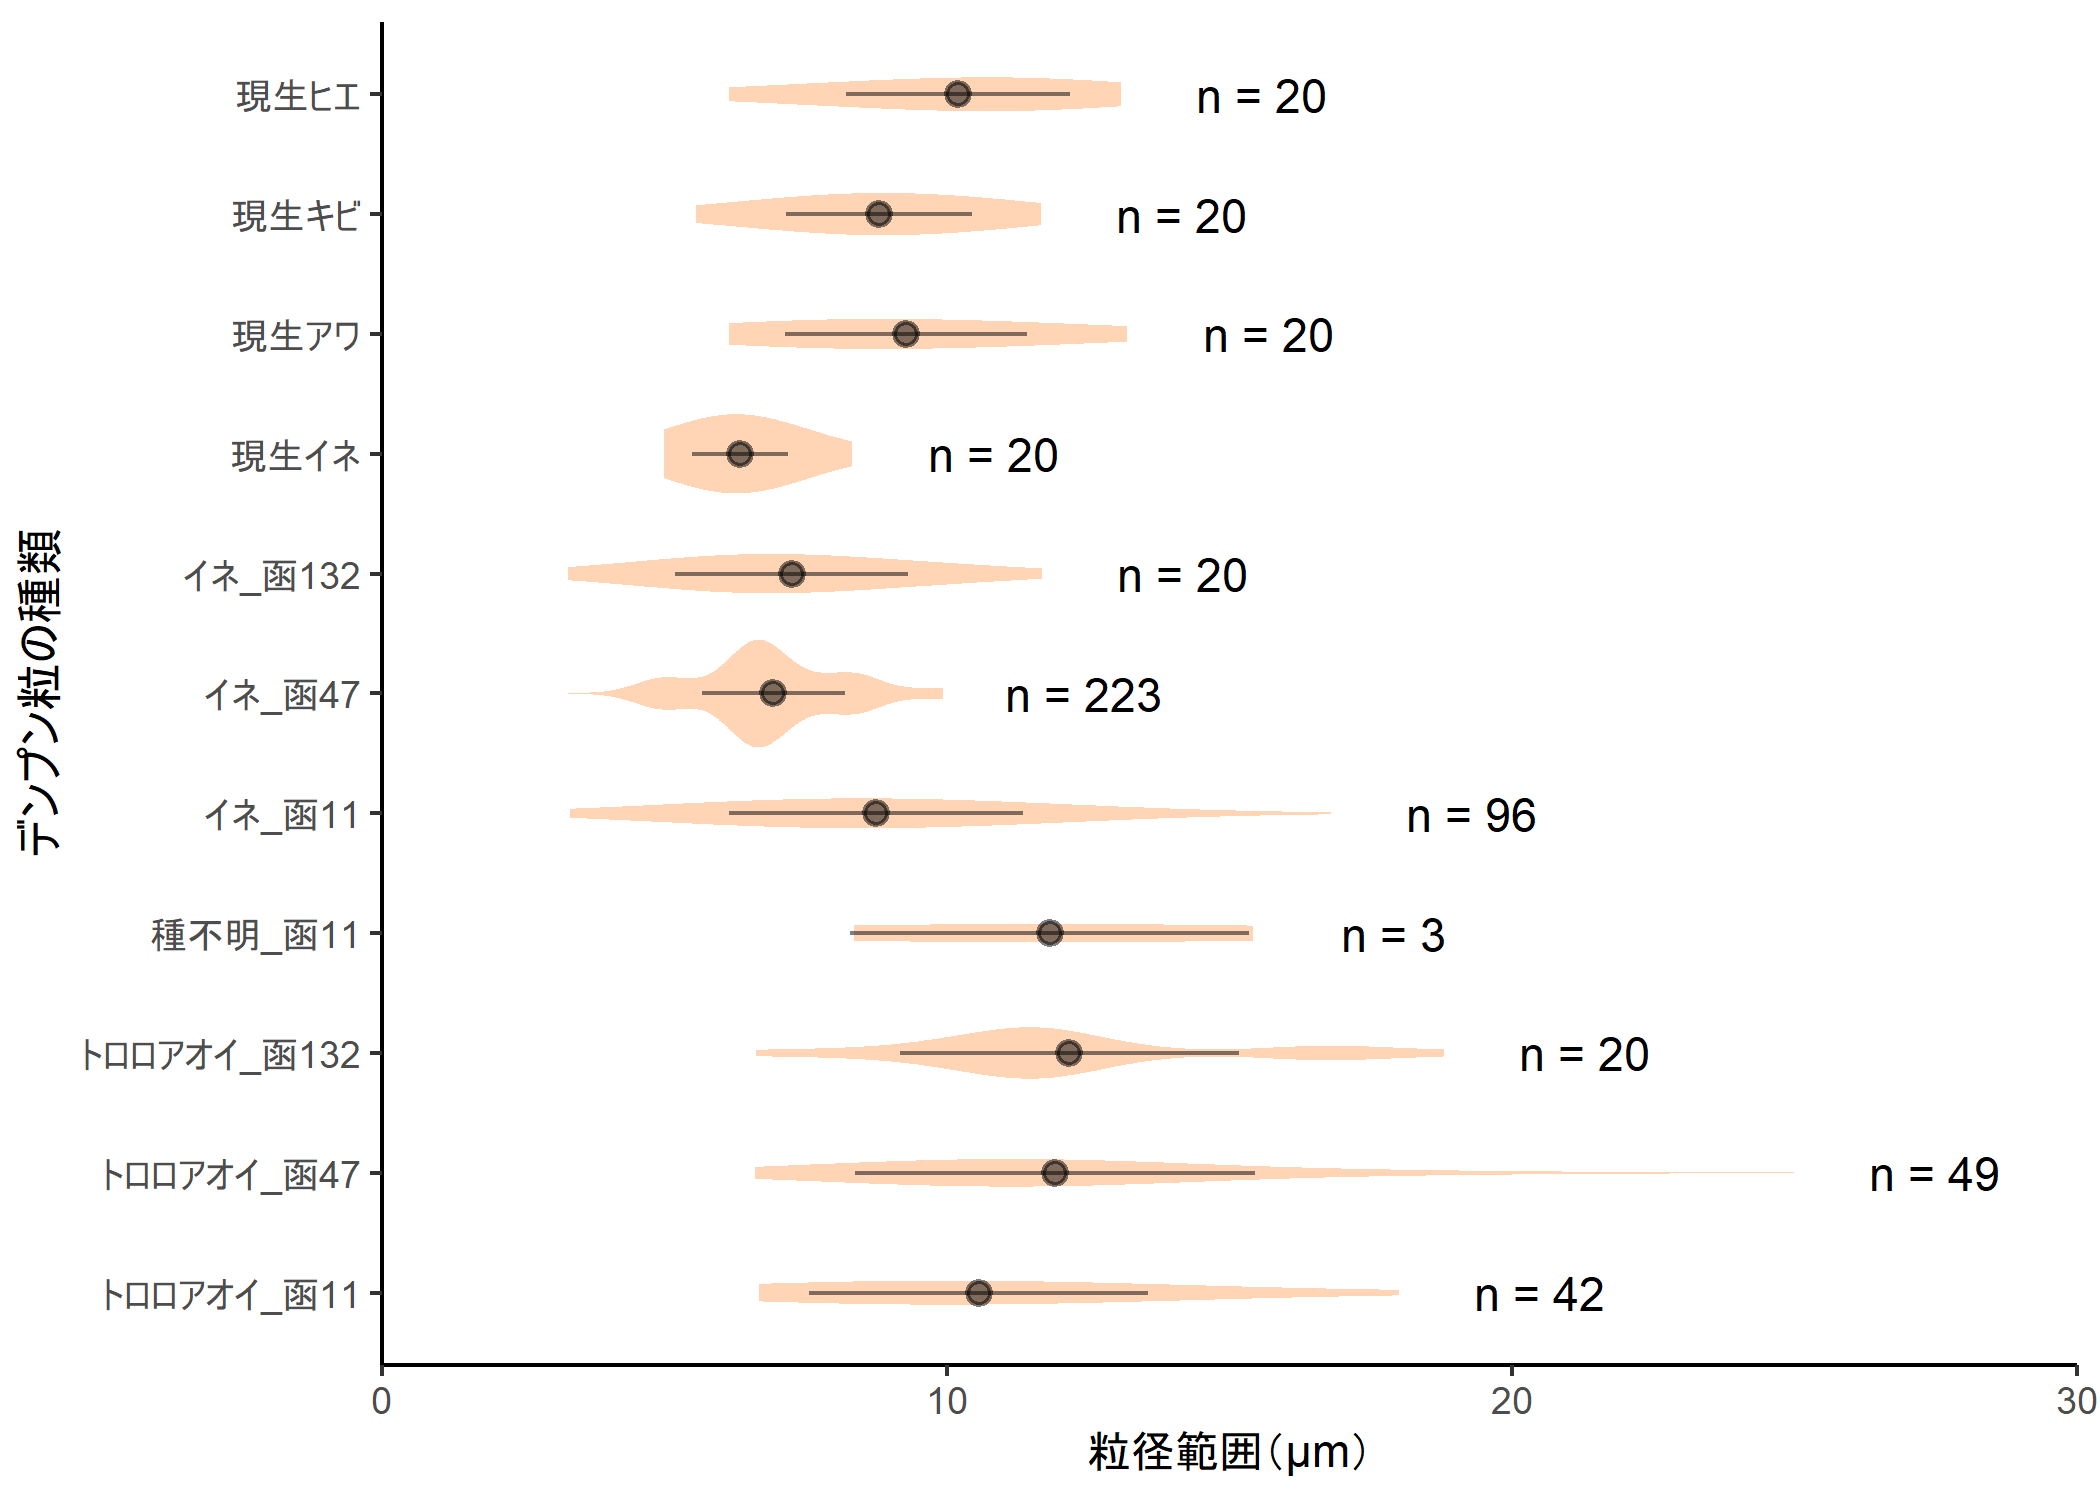 現生ヒエ
n = 20
現生キビ
n = 20
現生アワ
n = 20
現生イネ
n = 20
イネ_函132
n = 20
イネ_函47
n = 223
イネ_函11
n = 96
種不明_函11
n = 3
トロロアオイ_函132
n = 20
トロロアオイ_函47
n = 49
トロロアオイ_函11
n = 42
デンプン粒の種類
0
10
20
30
粒径範囲（μm）